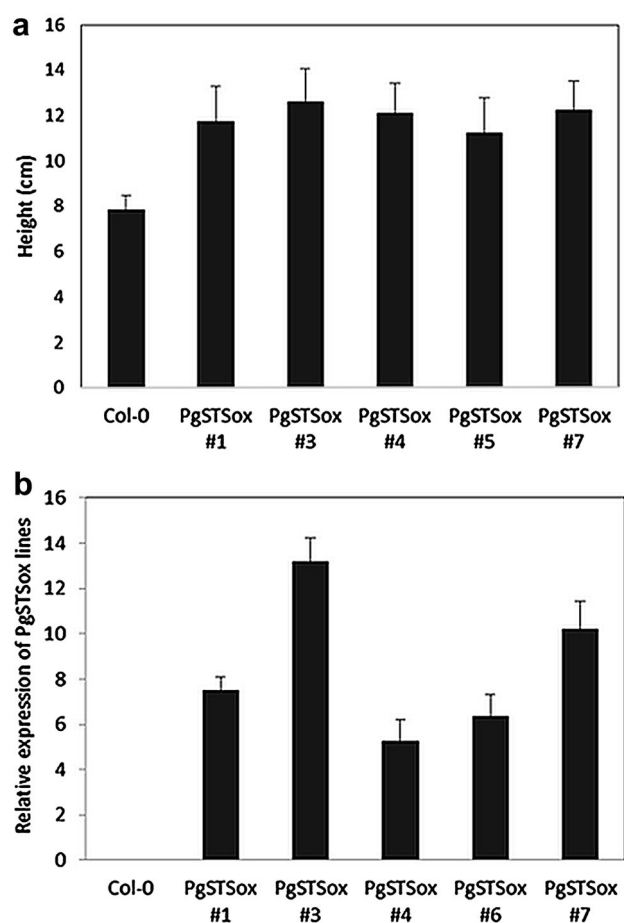 a
Height (cm)
16
14
12
10
8
6
4
2
0
Col-0 PgSTSox PgSTSox PgSTSox PgSTSox PgSTSox
#1 #3 #4 #5 #7
b
Relative expression of PgSTSox lines
16
14
12
10
8
6
4
2
0
Col-0 PgSTSox PgSTSox PgSTSox PgSTSox PgSTSox
#1 #3 #4 #6 #7